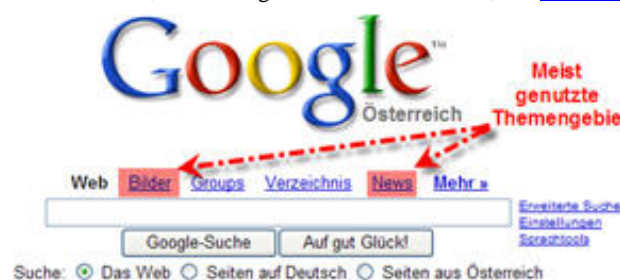 Google™
Österreich
Meist
genutzte
Themengebie
Web Bilder Groups Verzeichnis News Mehr »
Erweiterte Suche
Einstellungen
Sprachtools
Google-Suche Auf gut Glück!
Suche: Das Web Seiten auf Deutsch Seiten aus Österreich